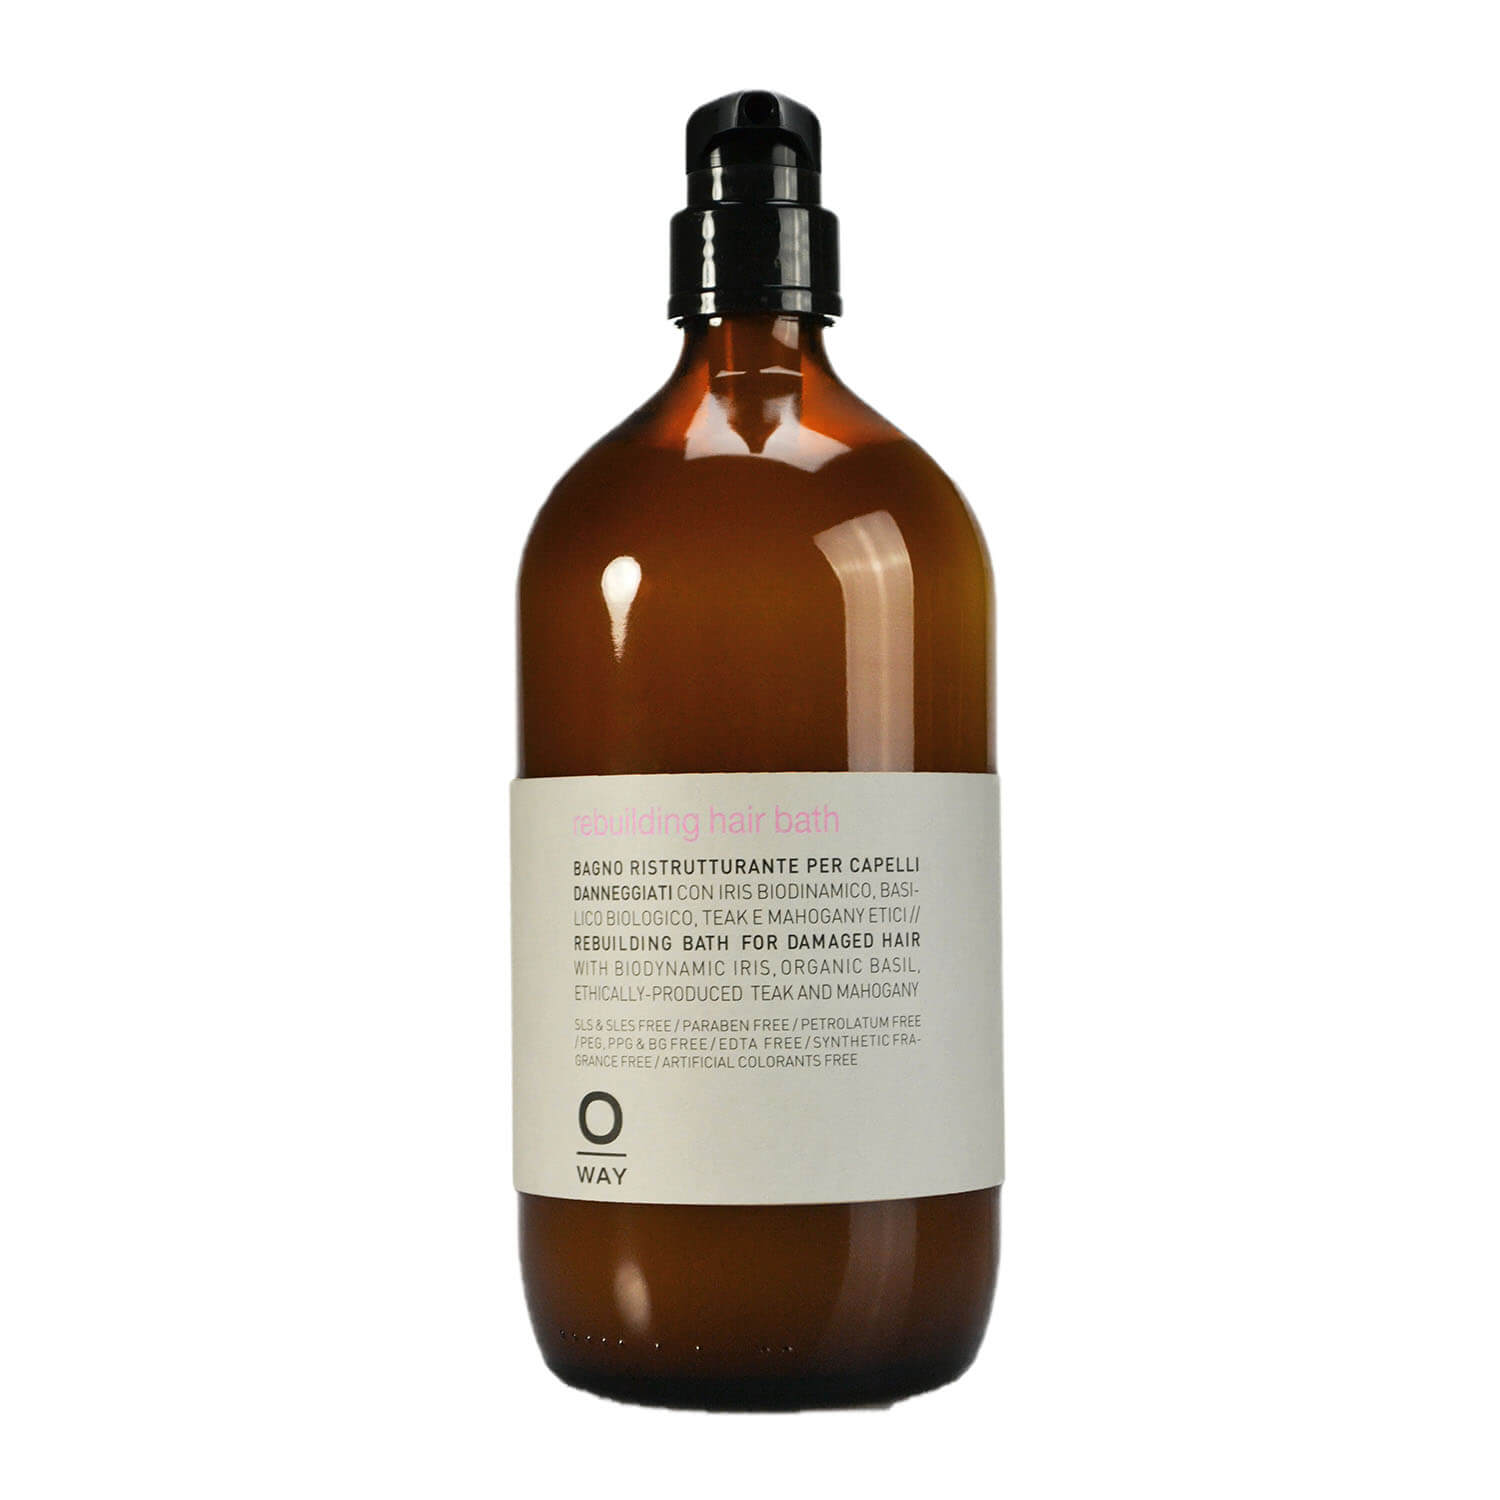 rebuilding hair bath
BAGNO RISTRUTTURANTE PER CAPELLI
DANNEGGIATI CON IRIS BIODINAMICO, BASI-
LICO BIOLOGICO, TEAK E MAHOGANY ETICI //
REBUILDING BATH FOR DAMAGED HAIR
WITH BIODYNAMIC IRIS, ORGANIC BASIL,
ETHICALLY-PRODUCED TEAK AND MAHOGANY
SLS & SLES FREE / PARABEN FREE / PETROLATUM FREE
/ PEG, PPG & BG FREE / EDTA FREE / SYNTHETIC FRA-
GRANCE FREE / ARTIFICIAL COLORANTS FREE
O
WAY